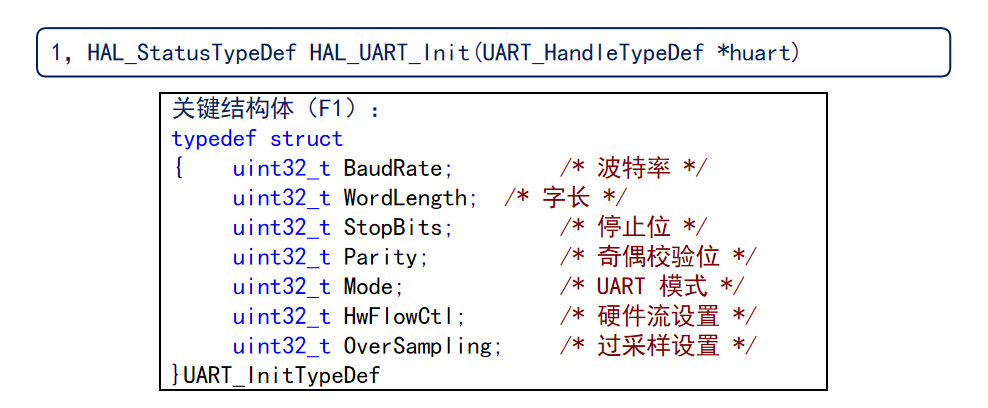 1, HAL_StatusTypeDef HAL_UART_Init(UART_HandleTypeDef *huart)
关键结构体（F1）：
typedef struct
{ uint32_t BaudRate; /* 波特率 */
uint32_t WordLength; /* 字长 */
uint32_t StopBits; /* 停止位 */
uint32_t Parity; /* 奇偶校验位 */
uint32_t Mode; /* UART 模式 */
uint32_t HwFlowCtl; /* 硬件流设置 */
uint32_t OverSampling; /* 过采样设置 */
}UART_InitTypeDef